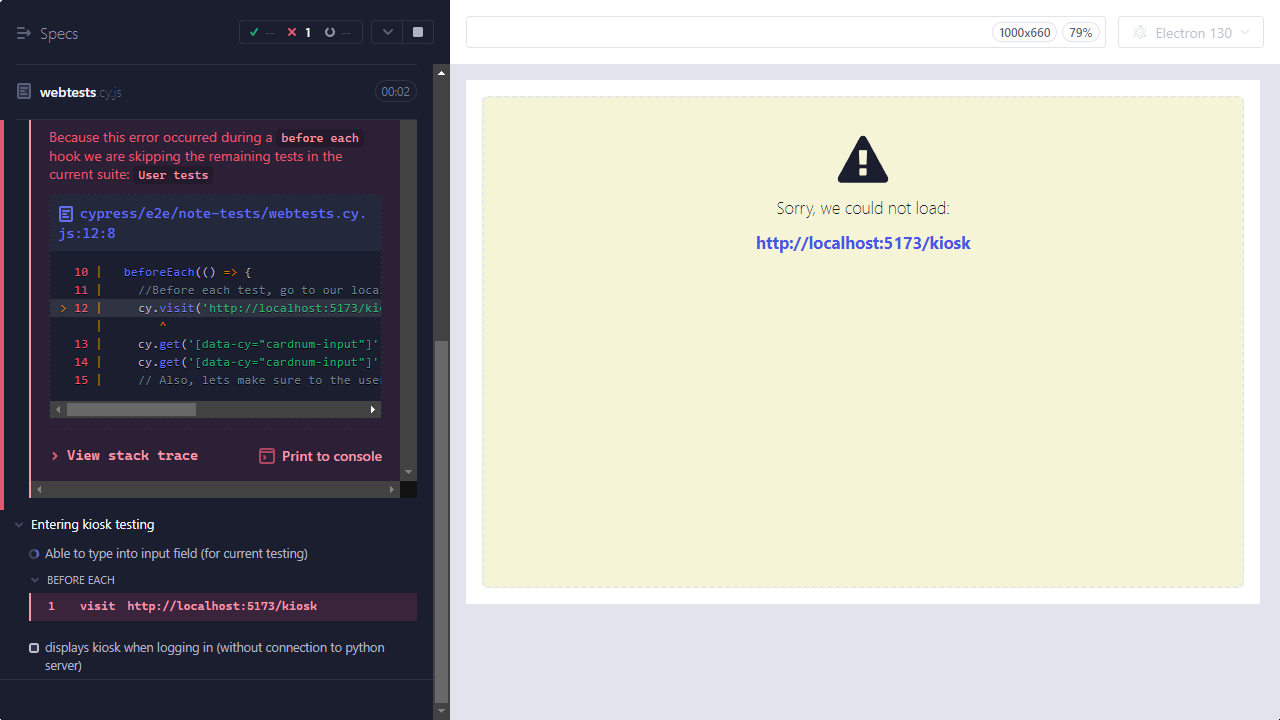 Specs
--
1
--
1000x660
79%
Electron 130
webtests.cy.js
00:02
Because this error occurred during a before each
hook we are skipping the remaining tests in the
current suite: User tests
cypress/e2e/note-tests/webtests.cy.
js:12:8
10 | beforeEach(() => {
11 | //Before each test, go to our loca
> 12 | cy.visit('http://localhost:5173/ki
| ^
13 | cy.get('[data-cy="cardnum-input"]'
14 | cy.get('[data-cy="cardnum-input"]'
15 | // Also, lets make sure to the use
View stack trace
Print to console
Entering kiosk testing
Able to type into input field (for current testing)
BEFORE EACH
1 visit http://localhost:5173/kiosk
displays kiosk when logging in (without connection to python
server)
Sorry, we could not load:
http://localhost:5173/kiosk